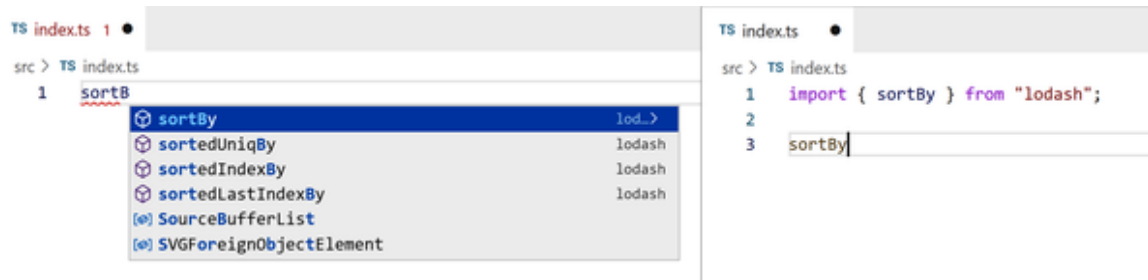 TS index.ts 1
src > TS index.ts
1 sortB
sortBy lod…>
sortedUniqBy lodash
sortedIndexBy lodash
sortedLastIndexBy lodash
SourceBufferList
SVGForeignObjectElement
TS index.ts
src > TS index.ts
1 import { sortBy } from "lodash";
2
3 sortBy